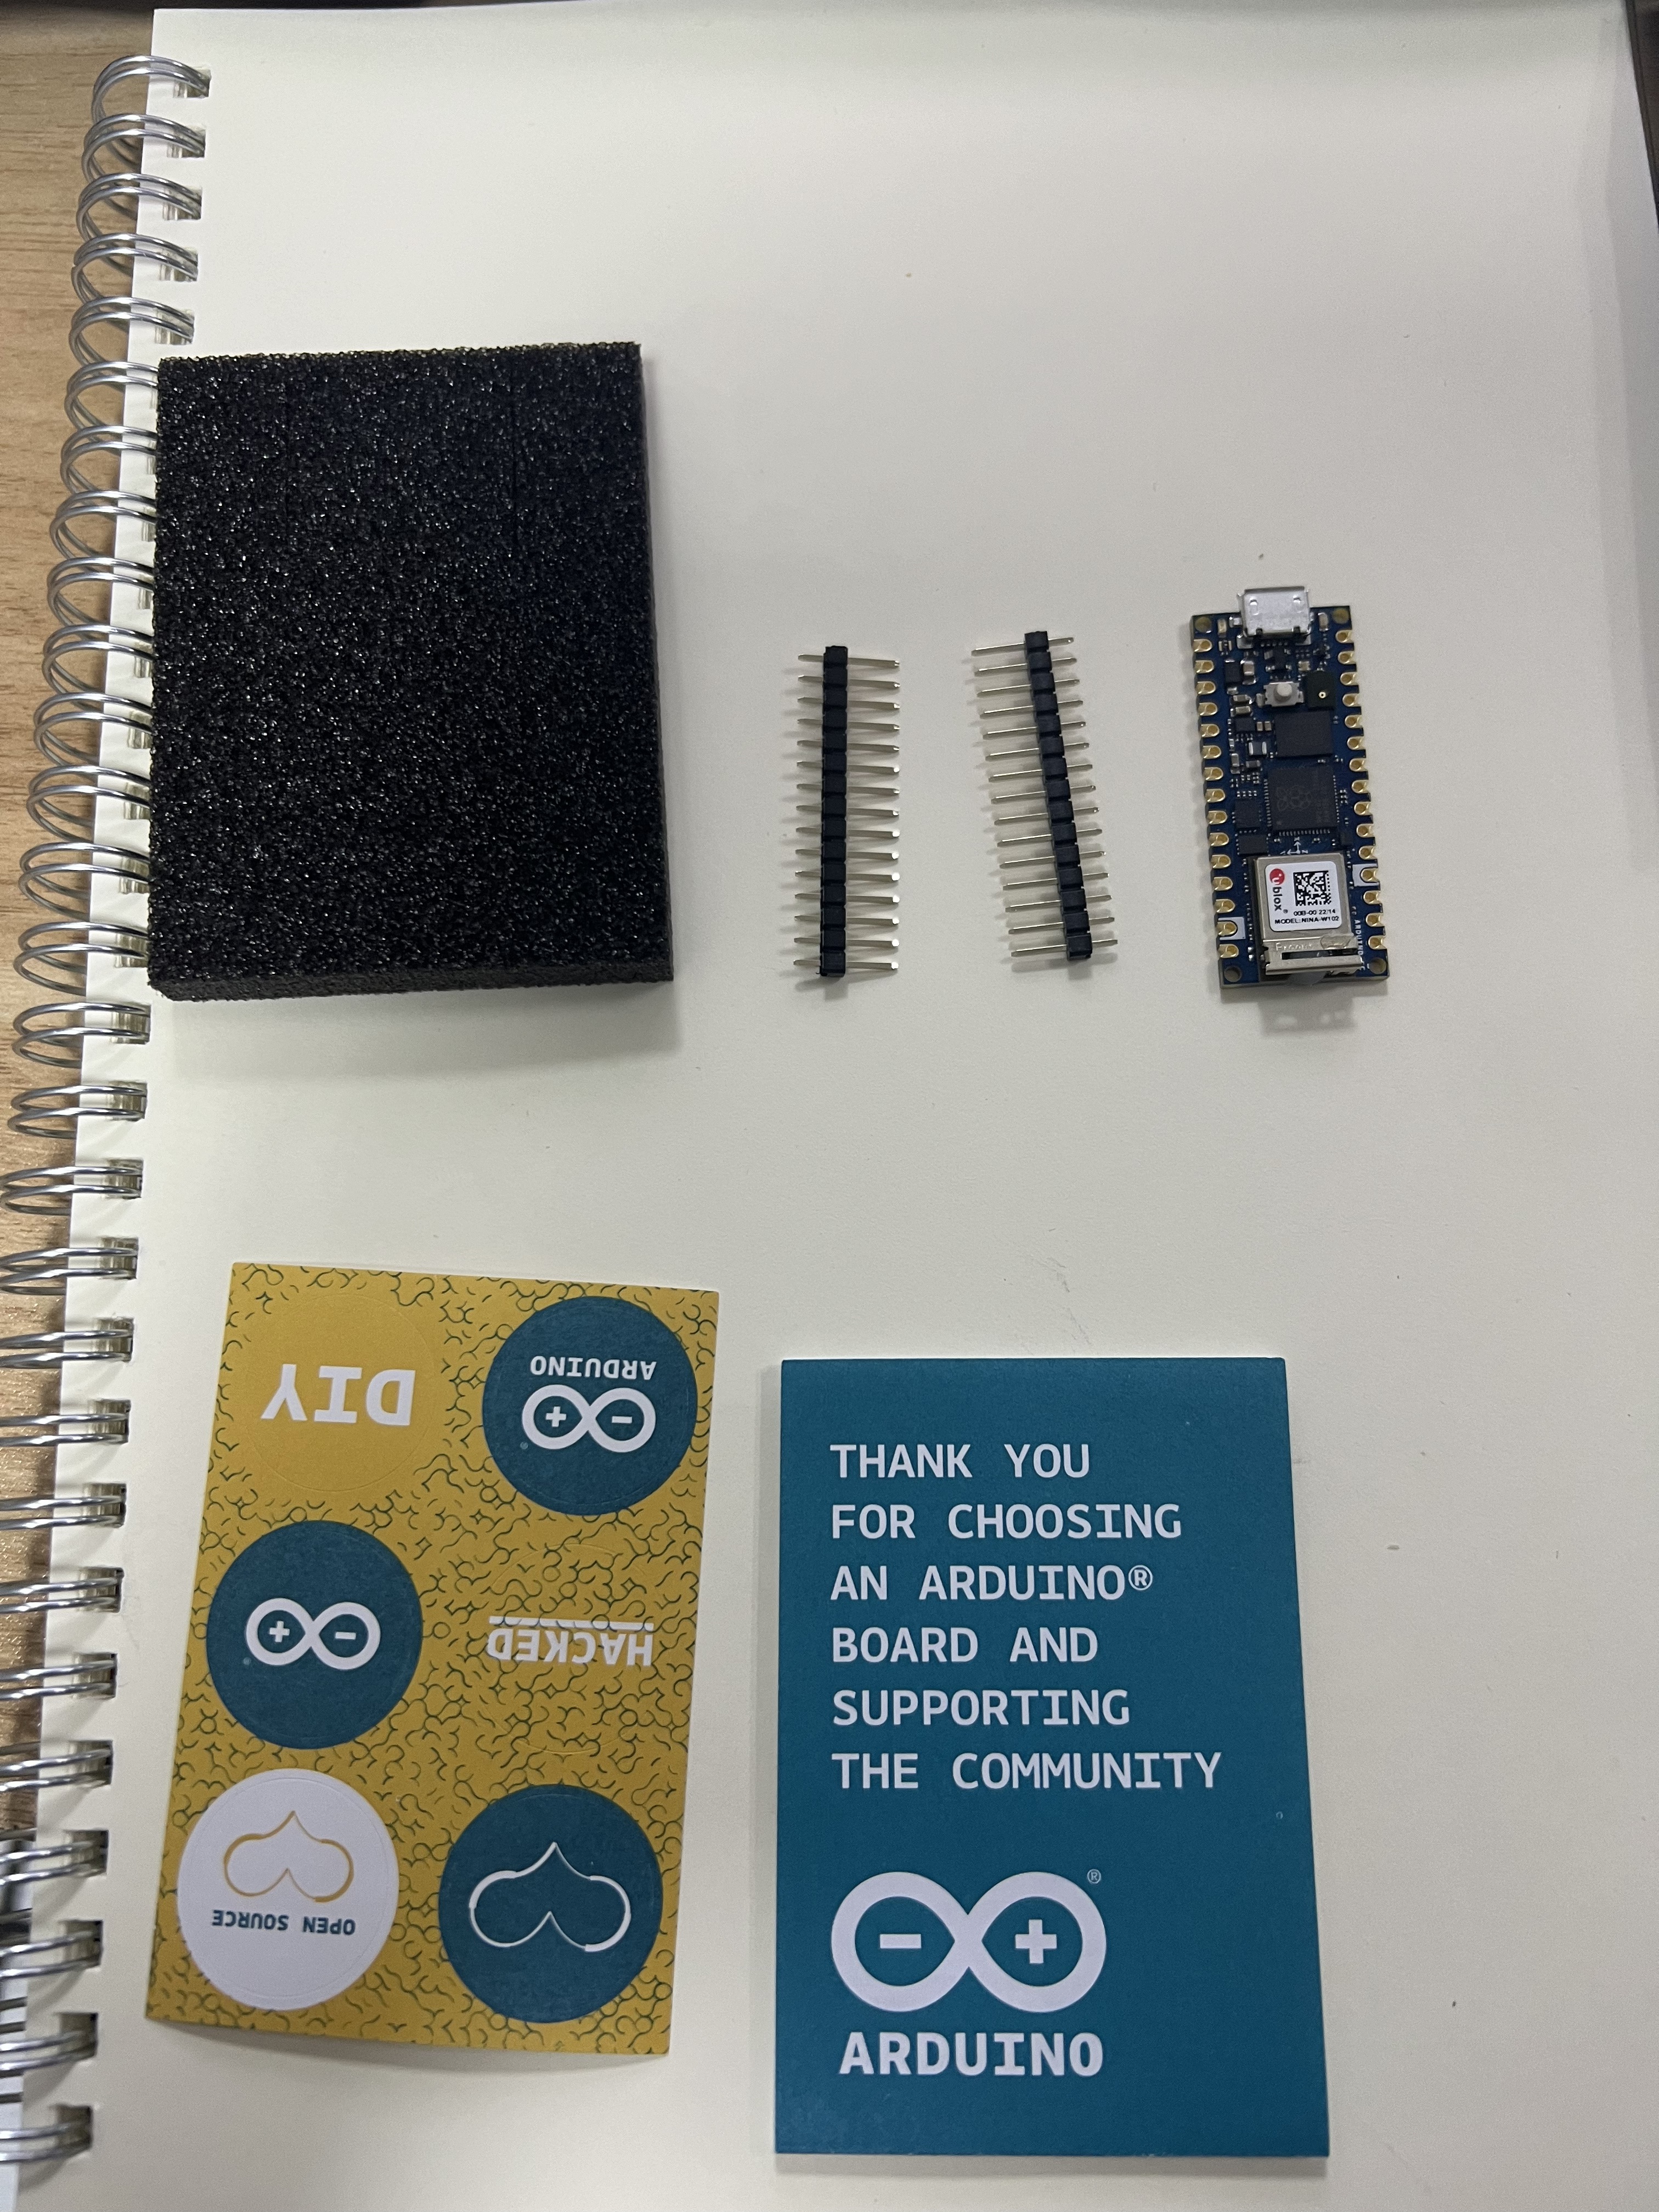 ublox
00B-00 22/14
MODEL:NINA-W102
DIY
ARDUINO
HACKED
OPEN SOURCE
THANK YOU
FOR CHOOSING
AN ARDUINO®
BOARD AND
SUPPORTING
THE COMMUNITY
®
ARDUINO